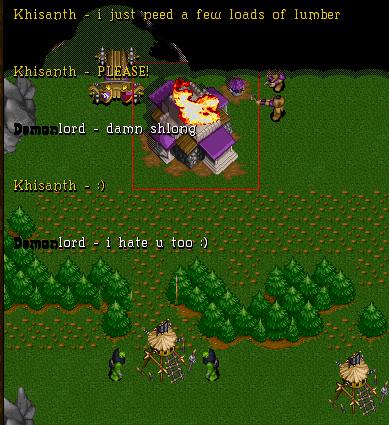 Khisanth - i just need a few loads of lumber
Khisanth - PLEASE!
Demonlord - damn shlong
Khisanth - :)
Demonlord - i hate u too :)